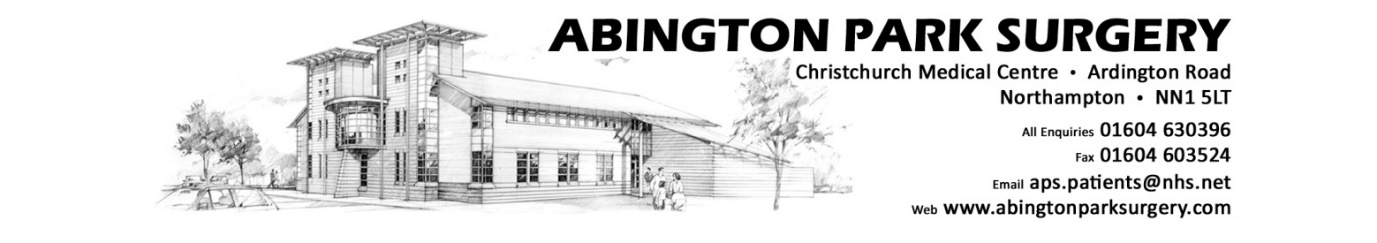 ABINGTON PARK SURGERY
Christchurch Medical Centre • Ardington Road
Northampton • NN1 5LT
All Enquiries 01604 630396
Fax 01604 603524
Email aps.patients@nhs.net
Web www.abingtonparksurgery.com